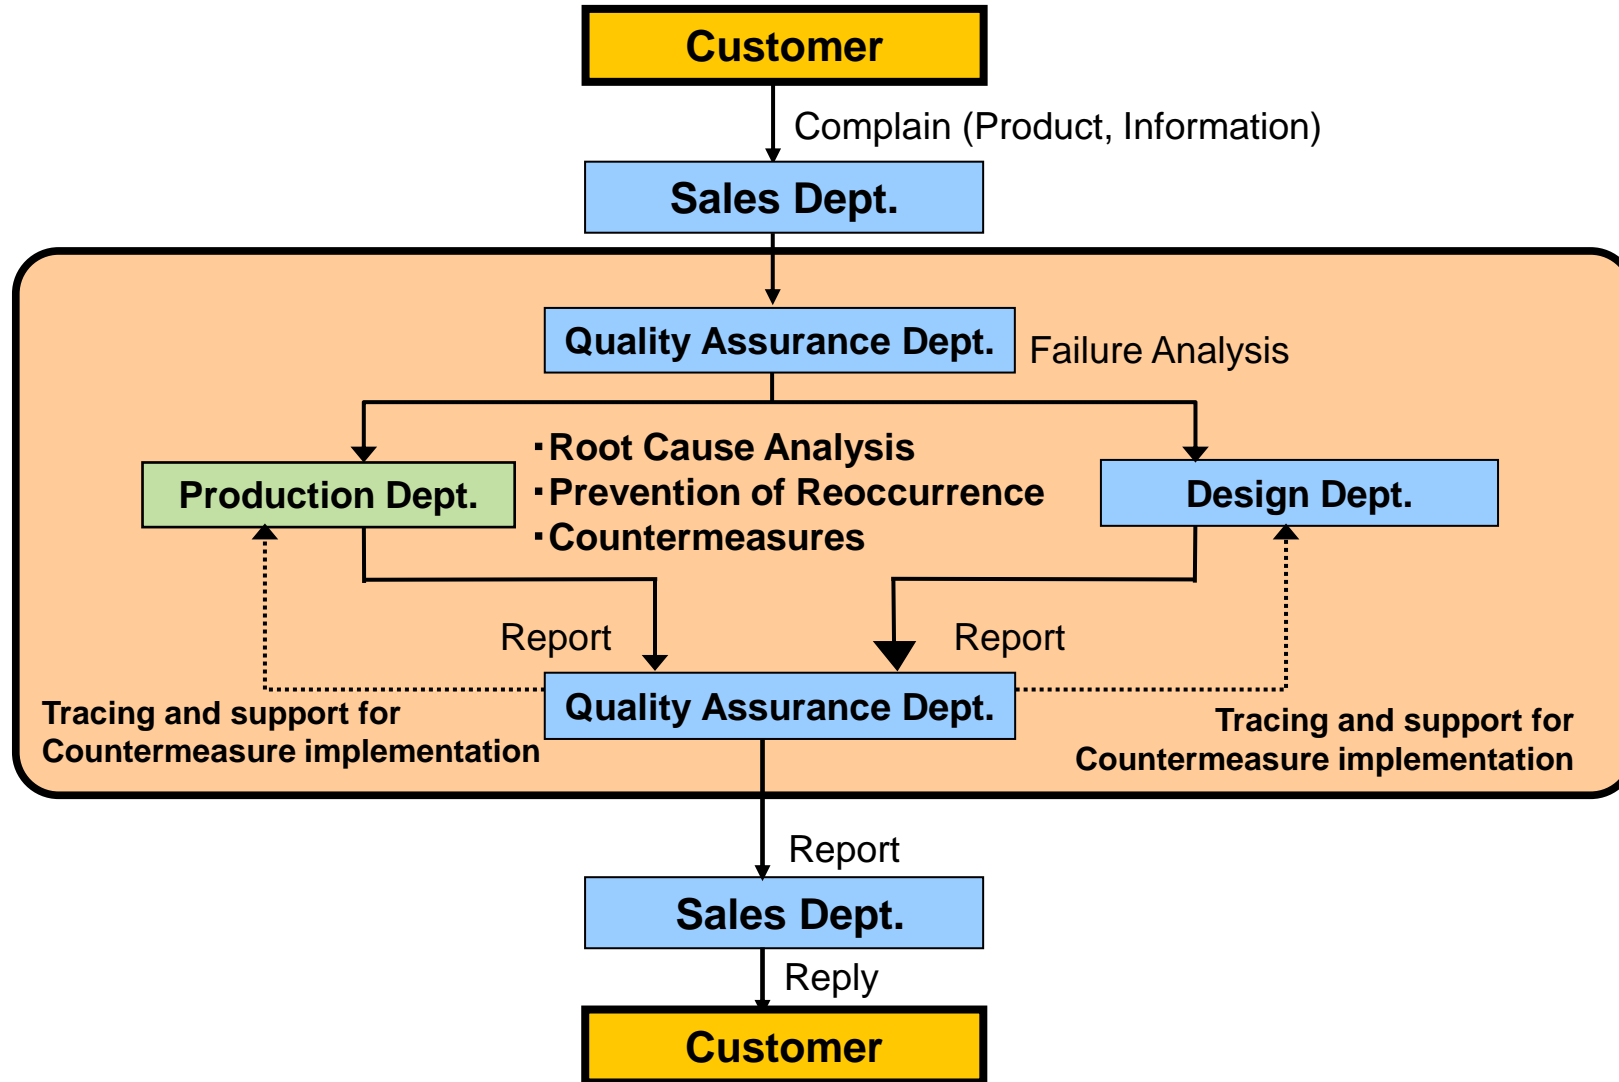 Customer
Complain (Product, Information)
Sales Dept.
Quality Assurance Dept.
Failure Analysis
・Root Cause Analysis
・Prevention of Reoccurrence
・Countermeasures
Production Dept.
Design Dept.
Report
Report
Quality Assurance Dept.
Tracing and support for
Countermeasure implementation
Tracing and support for
Countermeasure implementation
Report
Sales Dept.
Reply
Customer